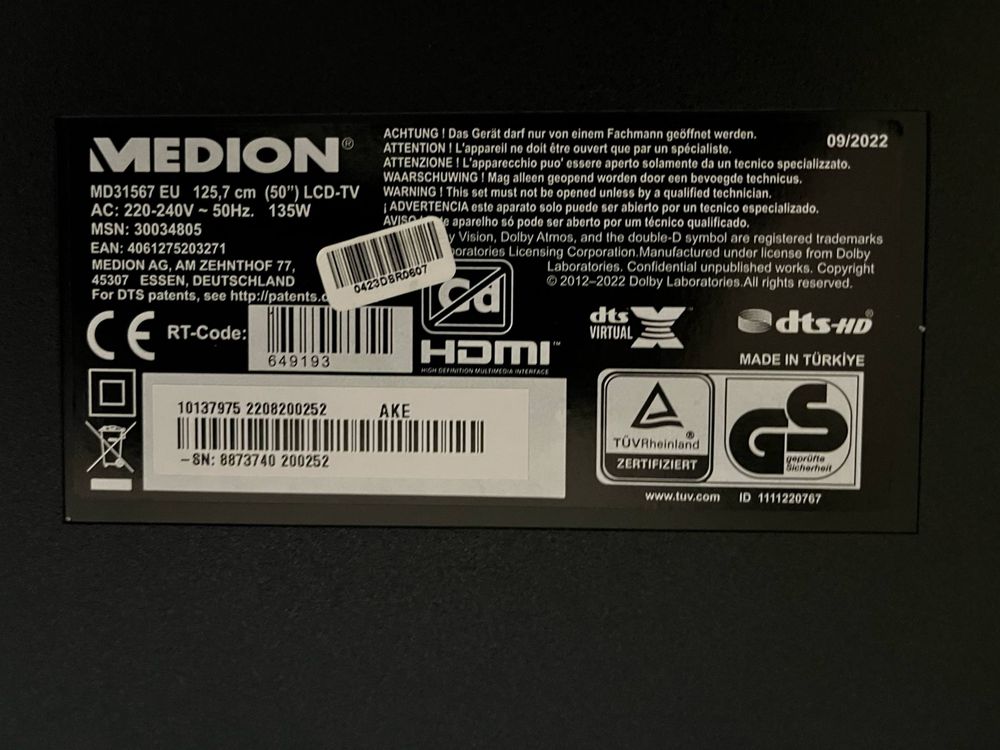 MEDION®
MD31567 EU 125,7 cm (50") LCD-TV
AC: 220-240V ~ 50Hz. 135W
MSN: 30034805
EAN: 4061275203271
MEDION AG, AM ZEHNTHOF 77,
45307 ESSEN, DEUTSCHLAND
For DTS patents, see http://patents.
ACHTUNG ! Das Gerät darf nur von einem Fachmann geöffnet werden.
ATTENTION ! L'appareil ne doit être ouvert que par un spécialiste.
ATTENZIONE ! L'apparecchio puo' essere aperto solamente da un tecnico specializzato.
WAARSCHUWING ! Mag alleen geopend worden door een bevoegde technicus.
WARNING ! This set must not be opened unless by a qualified technician.
¡ ADVERTENCIA este aparato solo puede ser abierto por un tecnico especializado.
AVISO de aparelho só pode ser aberto por um técnico qualificado.
09/2022
Vision, Dolby Atmos, and the double-D symbol are registered trademarks
Licensing Corporation.Manufactured under license from Dolby
Laboratories. Confidential unpublished works. Copyright
© 2012–2022 Dolby Laboratories.All rights reserved.
0423DBR0607
CE RT-Code:
649193
Cd
HDMI™
HIGH DEFINITION MULTIMEDIA INTERFACE
dts
VIRTUAL X™
dts-HD®
MADE IN TÜRKİYE
10137975 2208200252 AKE
–SN: 8873740 200252
TÜVRheinland®
ZERTIFIZIERT
GS
geprüfte
Sicherheit
www.tuv.com ID 1111220767